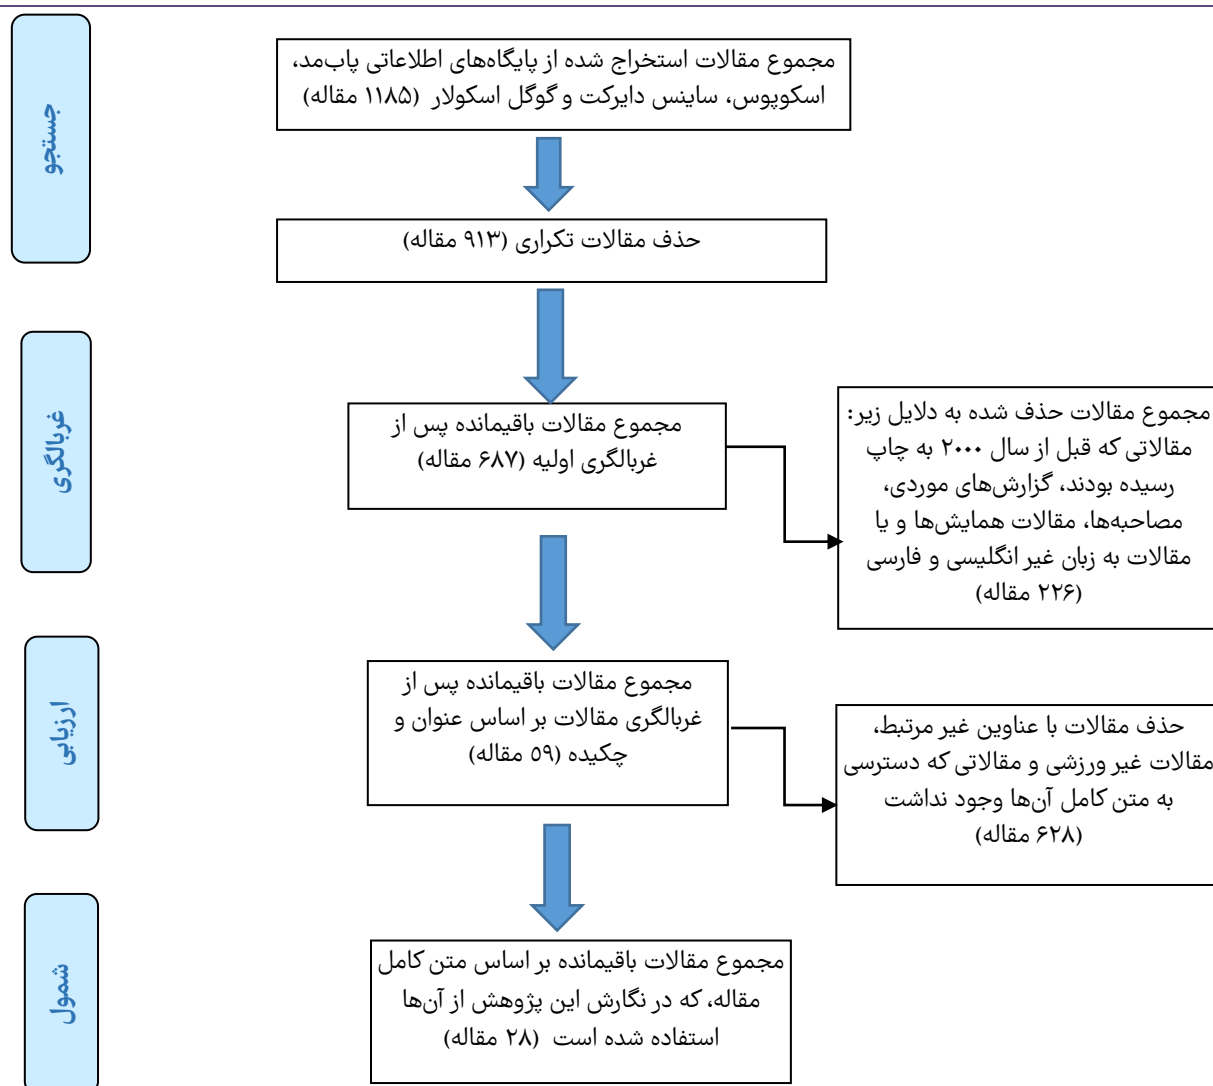 جستجو
مجموع مقالات استخراج شده از پایگاه‌های اطلاعاتی پاب‌مد،
اسکوپوس، ساینس دایرکت و گوگل اسکولار (۱۱۸۵ مقاله)
حذف مقالات تکراری (۹۱۳ مقاله)
غربالگری
مجموع مقالات باقیمانده پس از
غربالگری اولیه (۶۸۷ مقاله)
مجموع مقالات حذف شده به دلایل زیر:
مقالاتی که قبل از سال ۲۰۰۰ به چاپ
رسیده بودند، گزارش‌های موردی،
مصاحبه‌ها، مقالات همایش‌ها و یا
مقالات به زبان غیر انگلیسی و فارسی
(۲۲۶ مقاله)
ارزیابی
مجموع مقالات باقیمانده پس از
غربالگری مقالات بر اساس عنوان و
چکیده (۵۹ مقاله)
حذف مقالات با عناوین غیر مرتبط،
مقالات غیر ورزشی و مقالاتی که دسترسی
به متن کامل آن‌ها وجود نداشت
(۶۲۸ مقاله)
شمول
مجموع مقالات باقیمانده بر اساس متن کامل
مقاله، که در نگارش این پژوهش از آن‌ها
استفاده شده است (۲۸ مقاله)